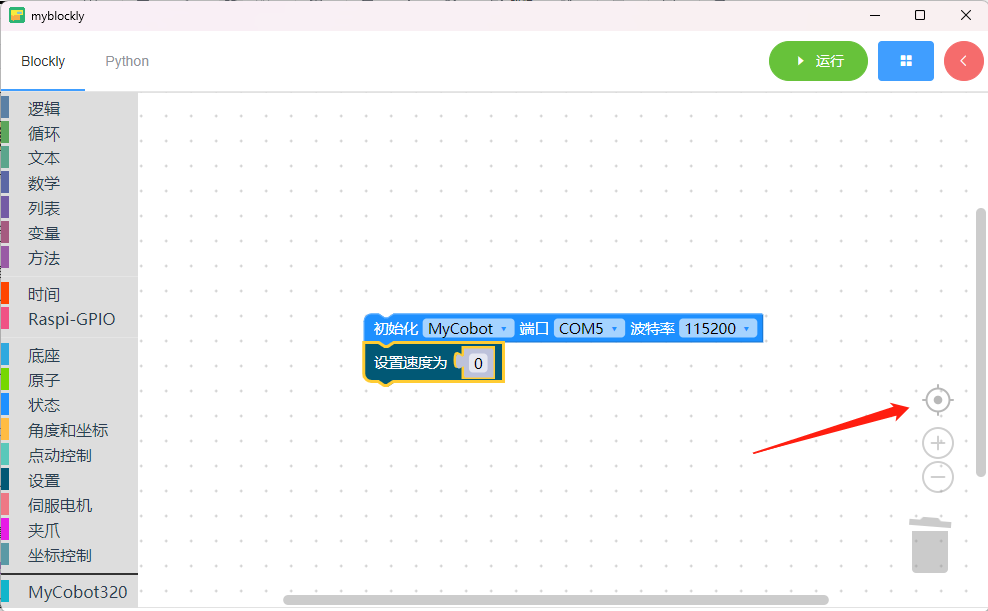 myblockly
Blockly Python 运行
逻辑
循环
文本
数学
列表
变量
方法
时间
Raspi-GPIO
底座
原子
状态
角度和坐标
点动控制
设置
伺服电机
夹爪
坐标控制
MyCobot320
初始化 MyCobot 端口 COM5 波特率 115200
设置速度为 0